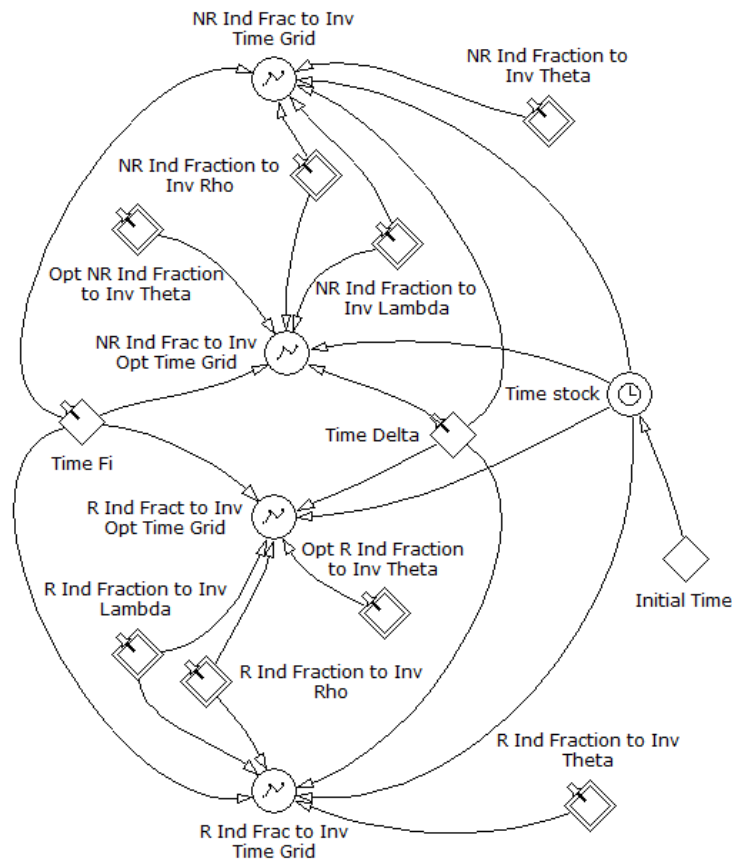 NR Ind Frac to Inv
Time Grid
NR Ind Fraction to
Inv Theta
NR Ind Fraction to
Inv Rho
Opt NR Ind Fraction
to Inv Theta
NR Ind Fraction to
Inv Lambda
NR Ind Frac to Inv
Opt Time Grid
Time stock
Time Delta
Time Fi
R Ind Fract to Inv
Opt Time Grid
Opt R Ind Fraction
to Inv Theta
R Ind Fraction to Inv
Lambda
Initial Time
R Ind Fraction to Inv
Rho
R Ind Fraction to Inv
Theta
R Ind Frac to Inv
Time Grid